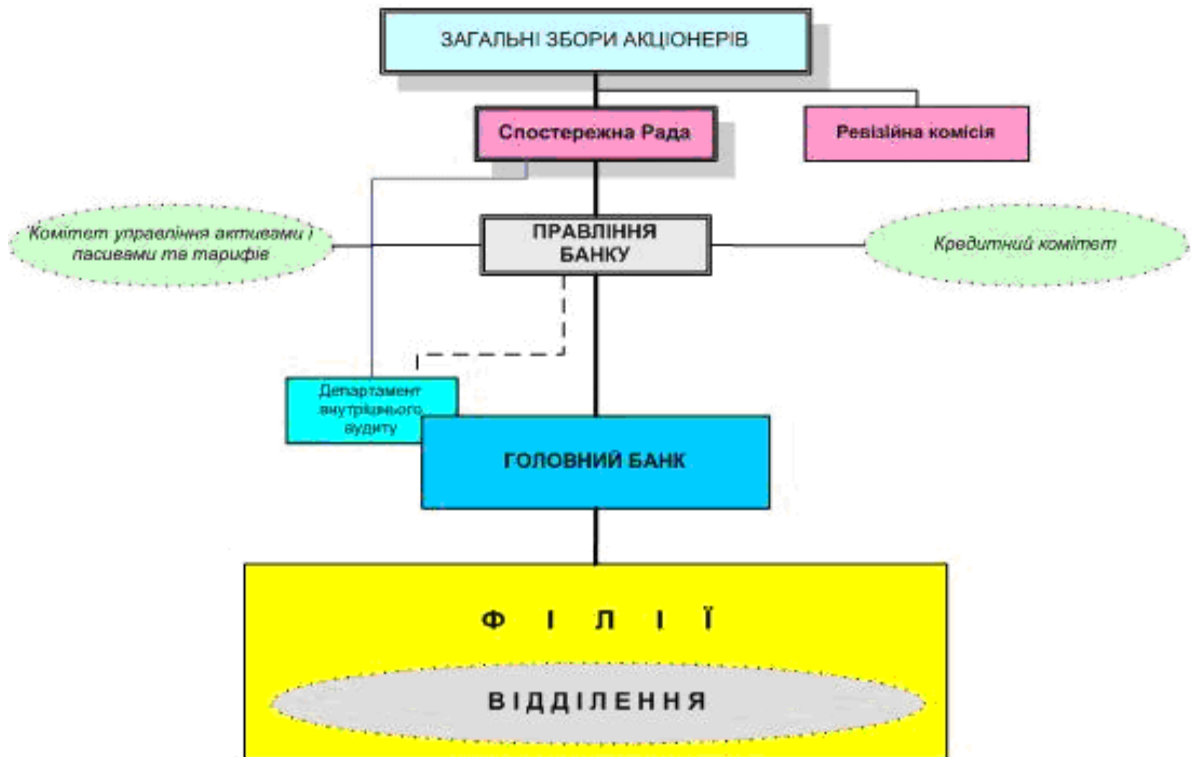 ЗАГАЛЬНІ ЗБОРИ АКЦІОНЕРІВ
Спостережна Рада
Ревізійна комісія
Комітет управління активами і
пасивами та тарифів
ПРАВЛІННЯ
БАНКУ
Кредитний комітет
Департамент
внутрішнього
аудиту
ГОЛОВНИЙ БАНК
Ф І Л І Ї
В І Д Д І Л Е Н Н Я